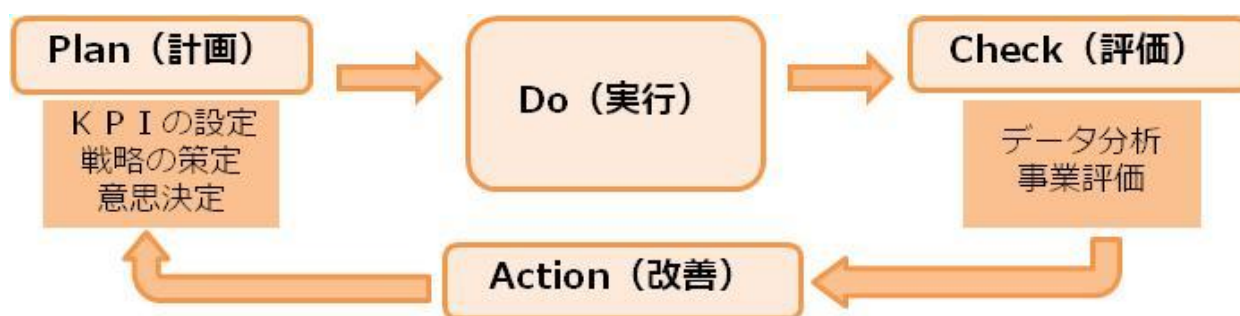 Plan（計画）
ＫＰＩの設定
戦略の策定
意思決定
Do（実行）
Check（評価）
データ分析
事業評価
Action（改善）